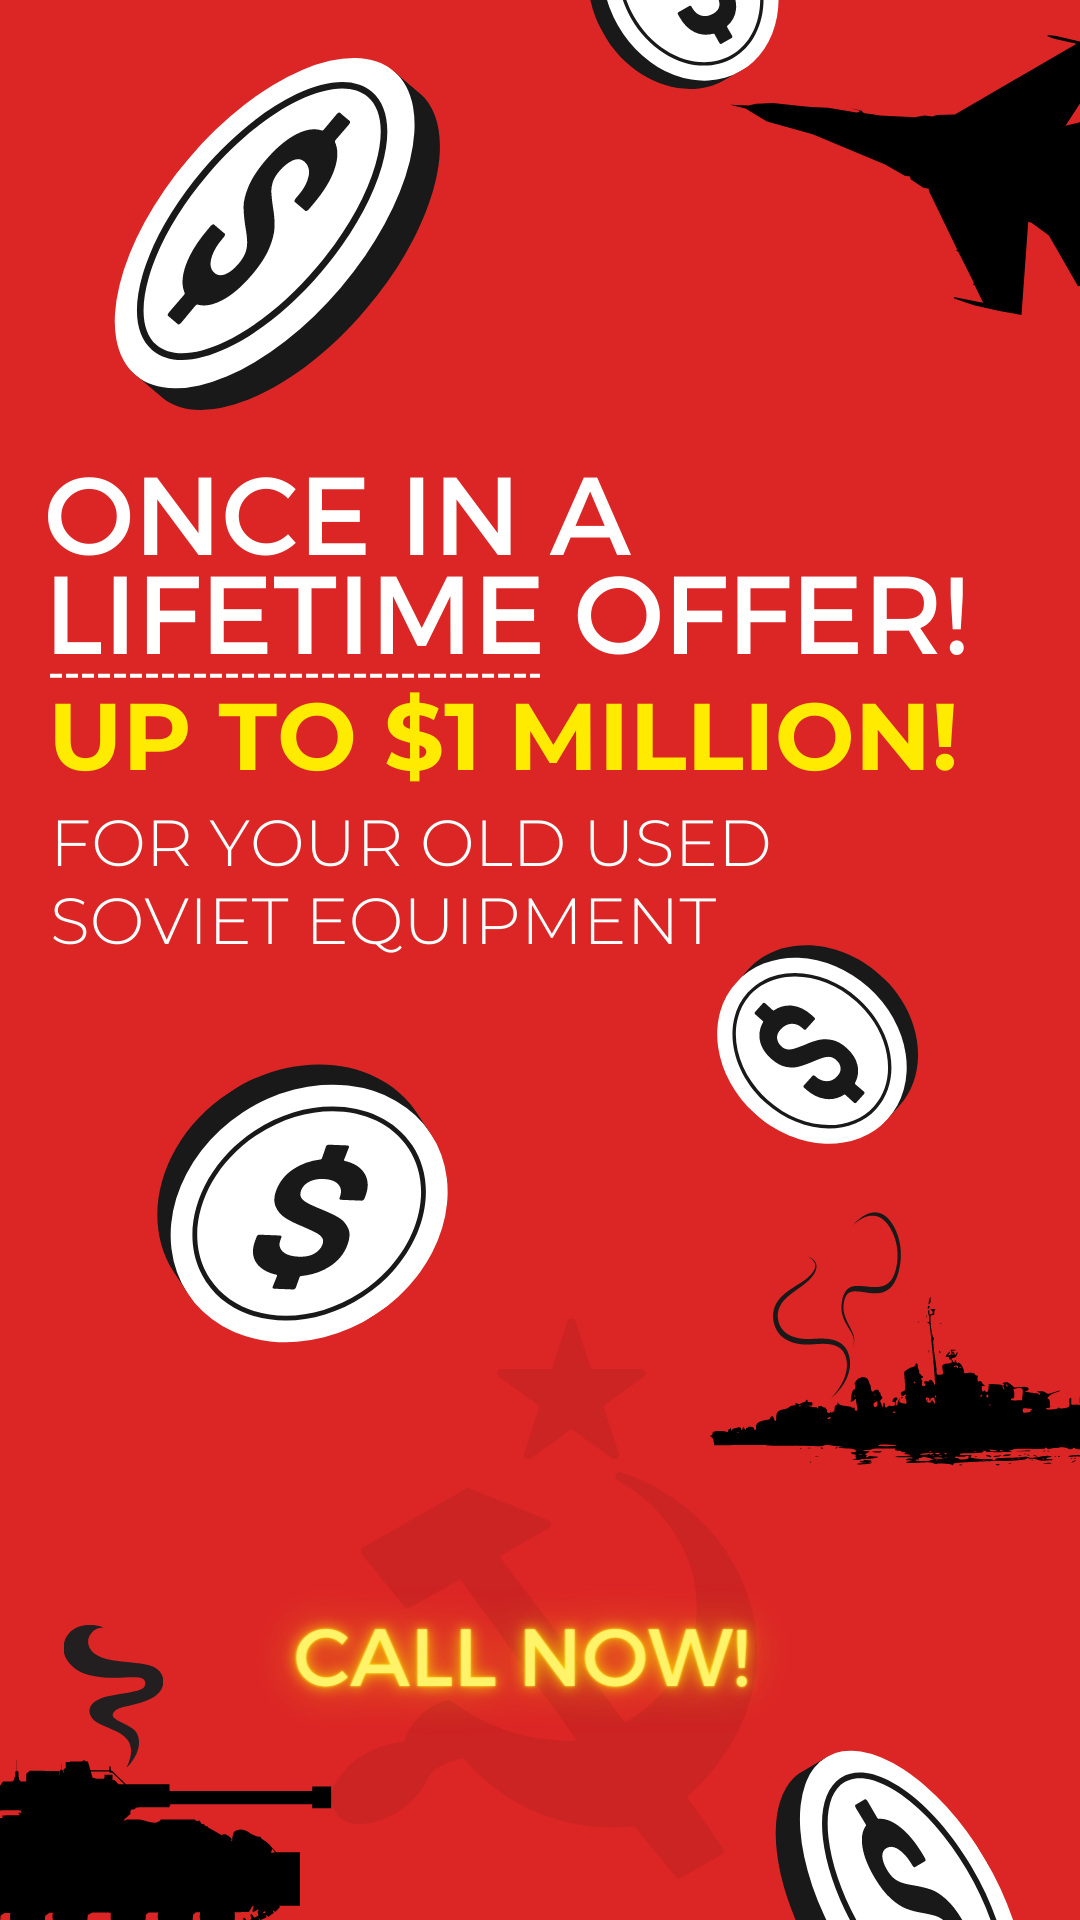 ONCE IN A
LIFETIME OFFER!
UP TO $1 MILLION!
FOR YOUR OLD USED
SOVIET EQUIPMENT
CALL NOW!